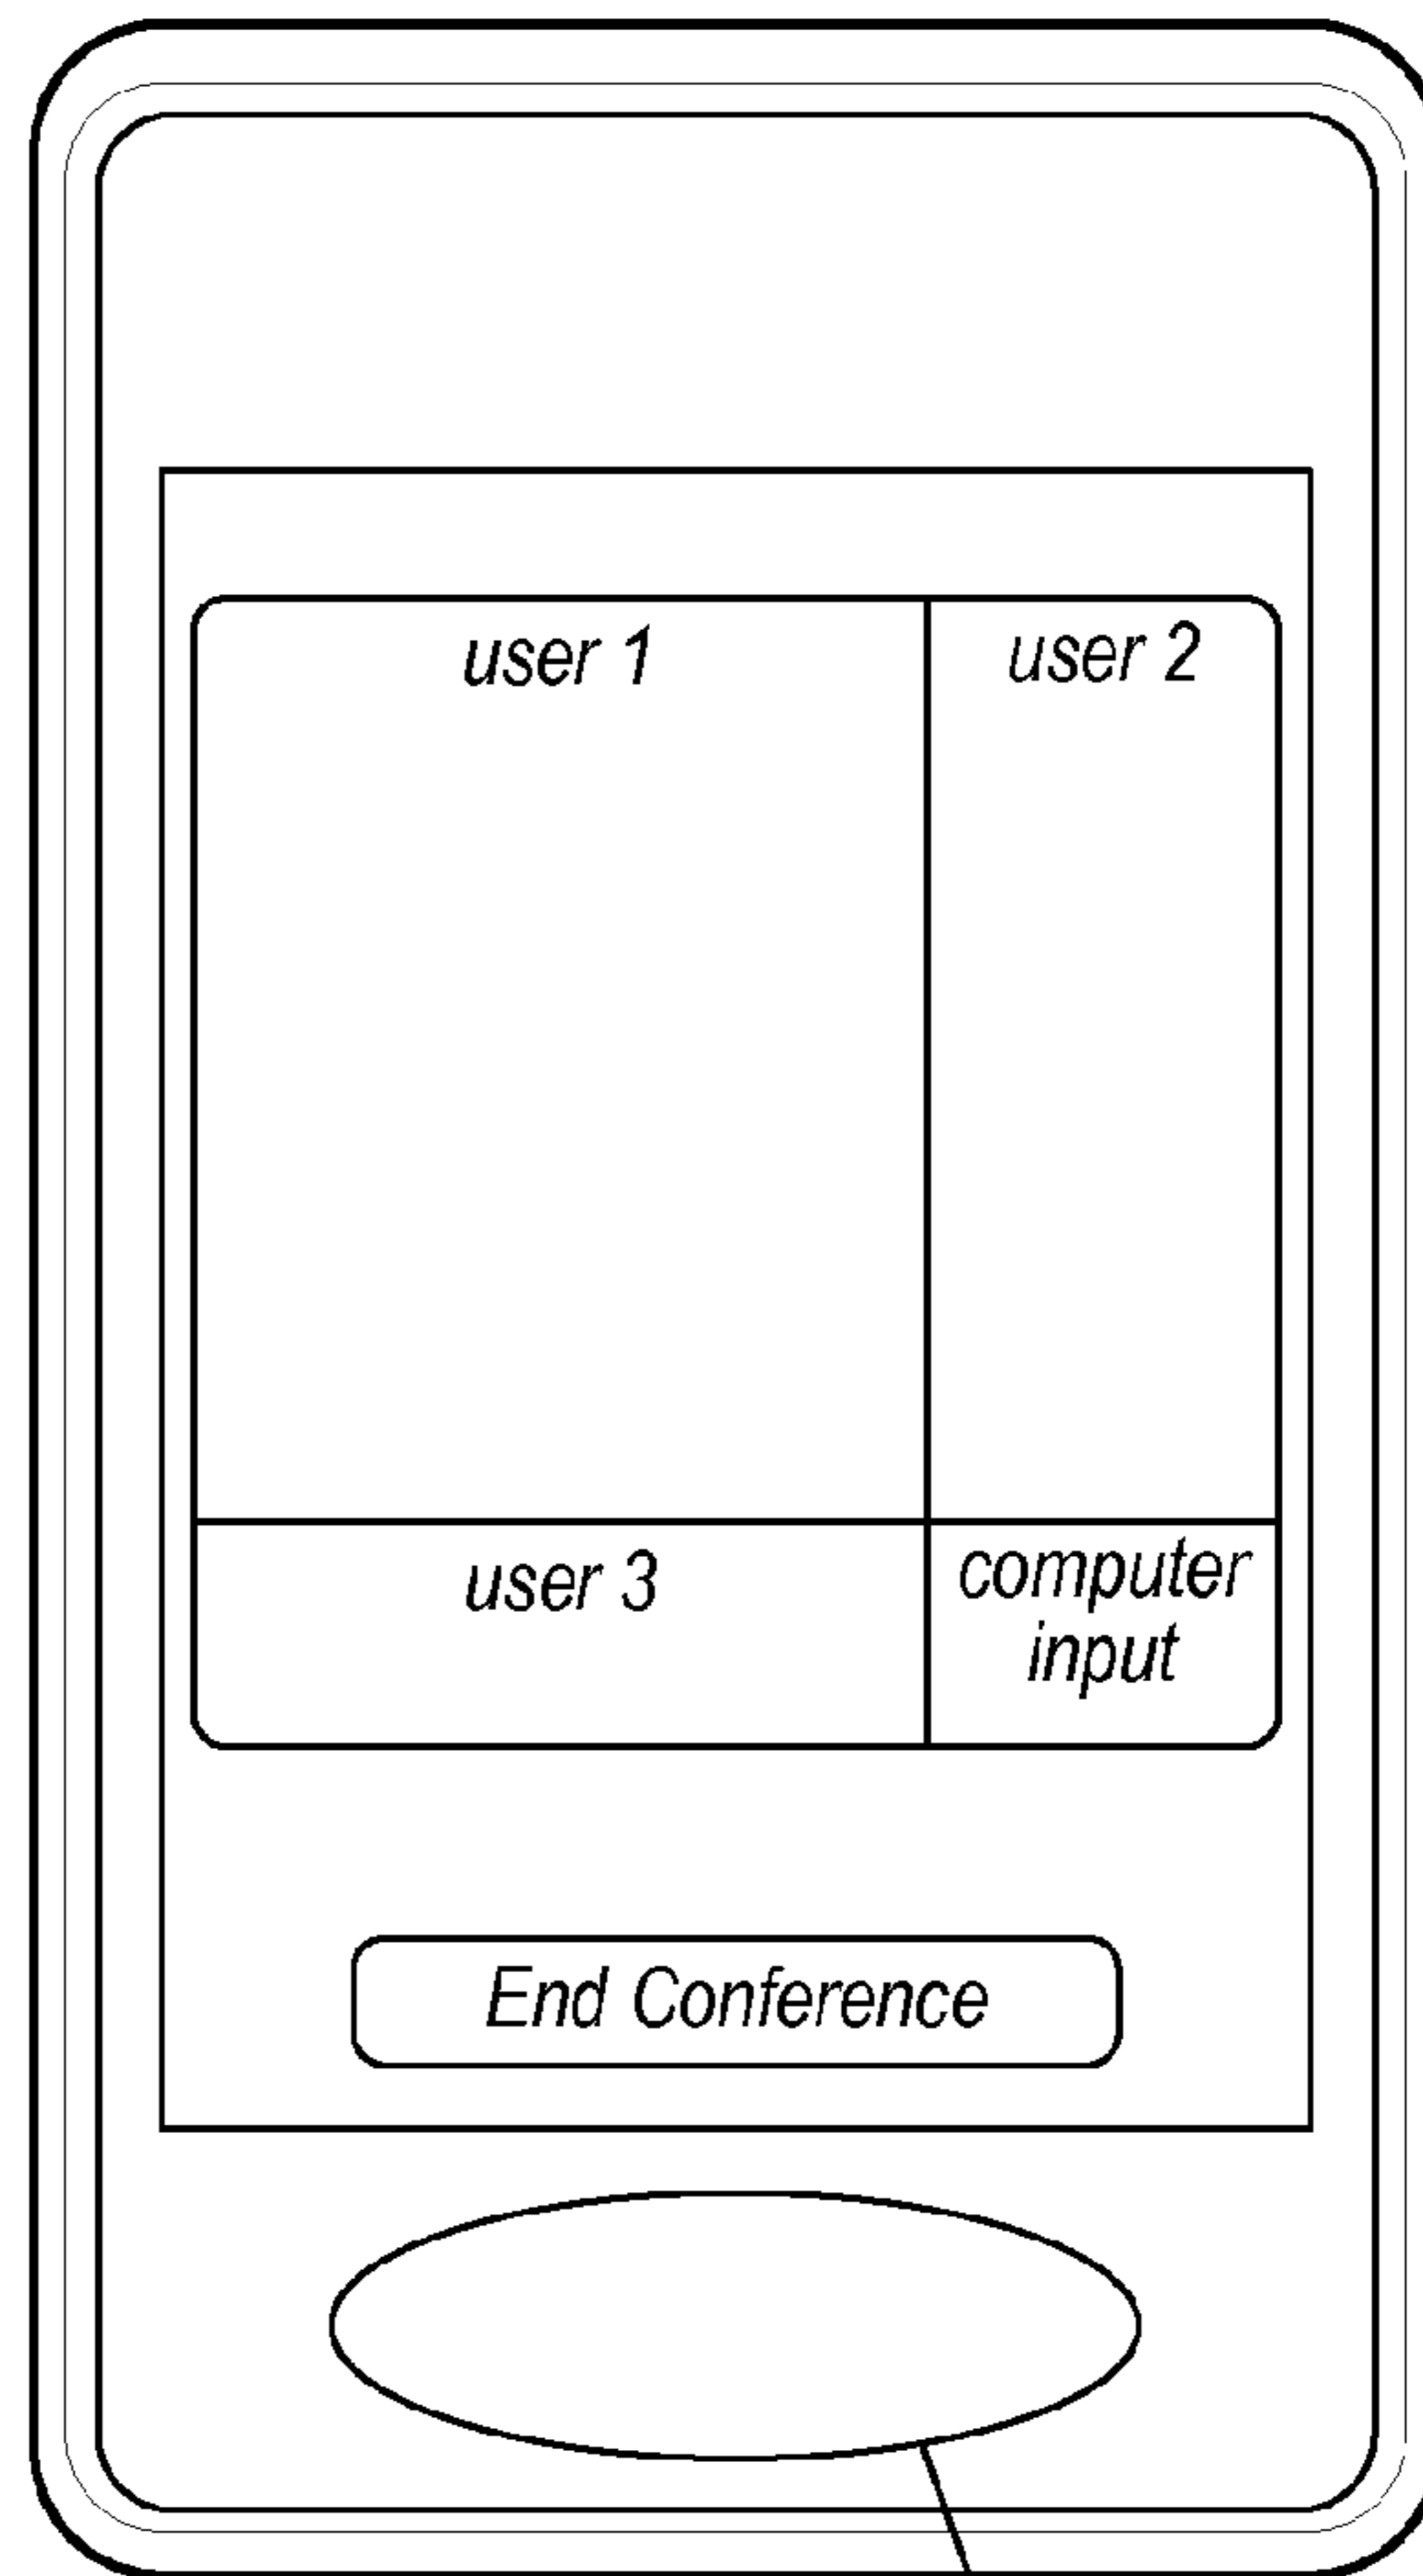 user 1
user 2
user 3
computer
input
End Conference